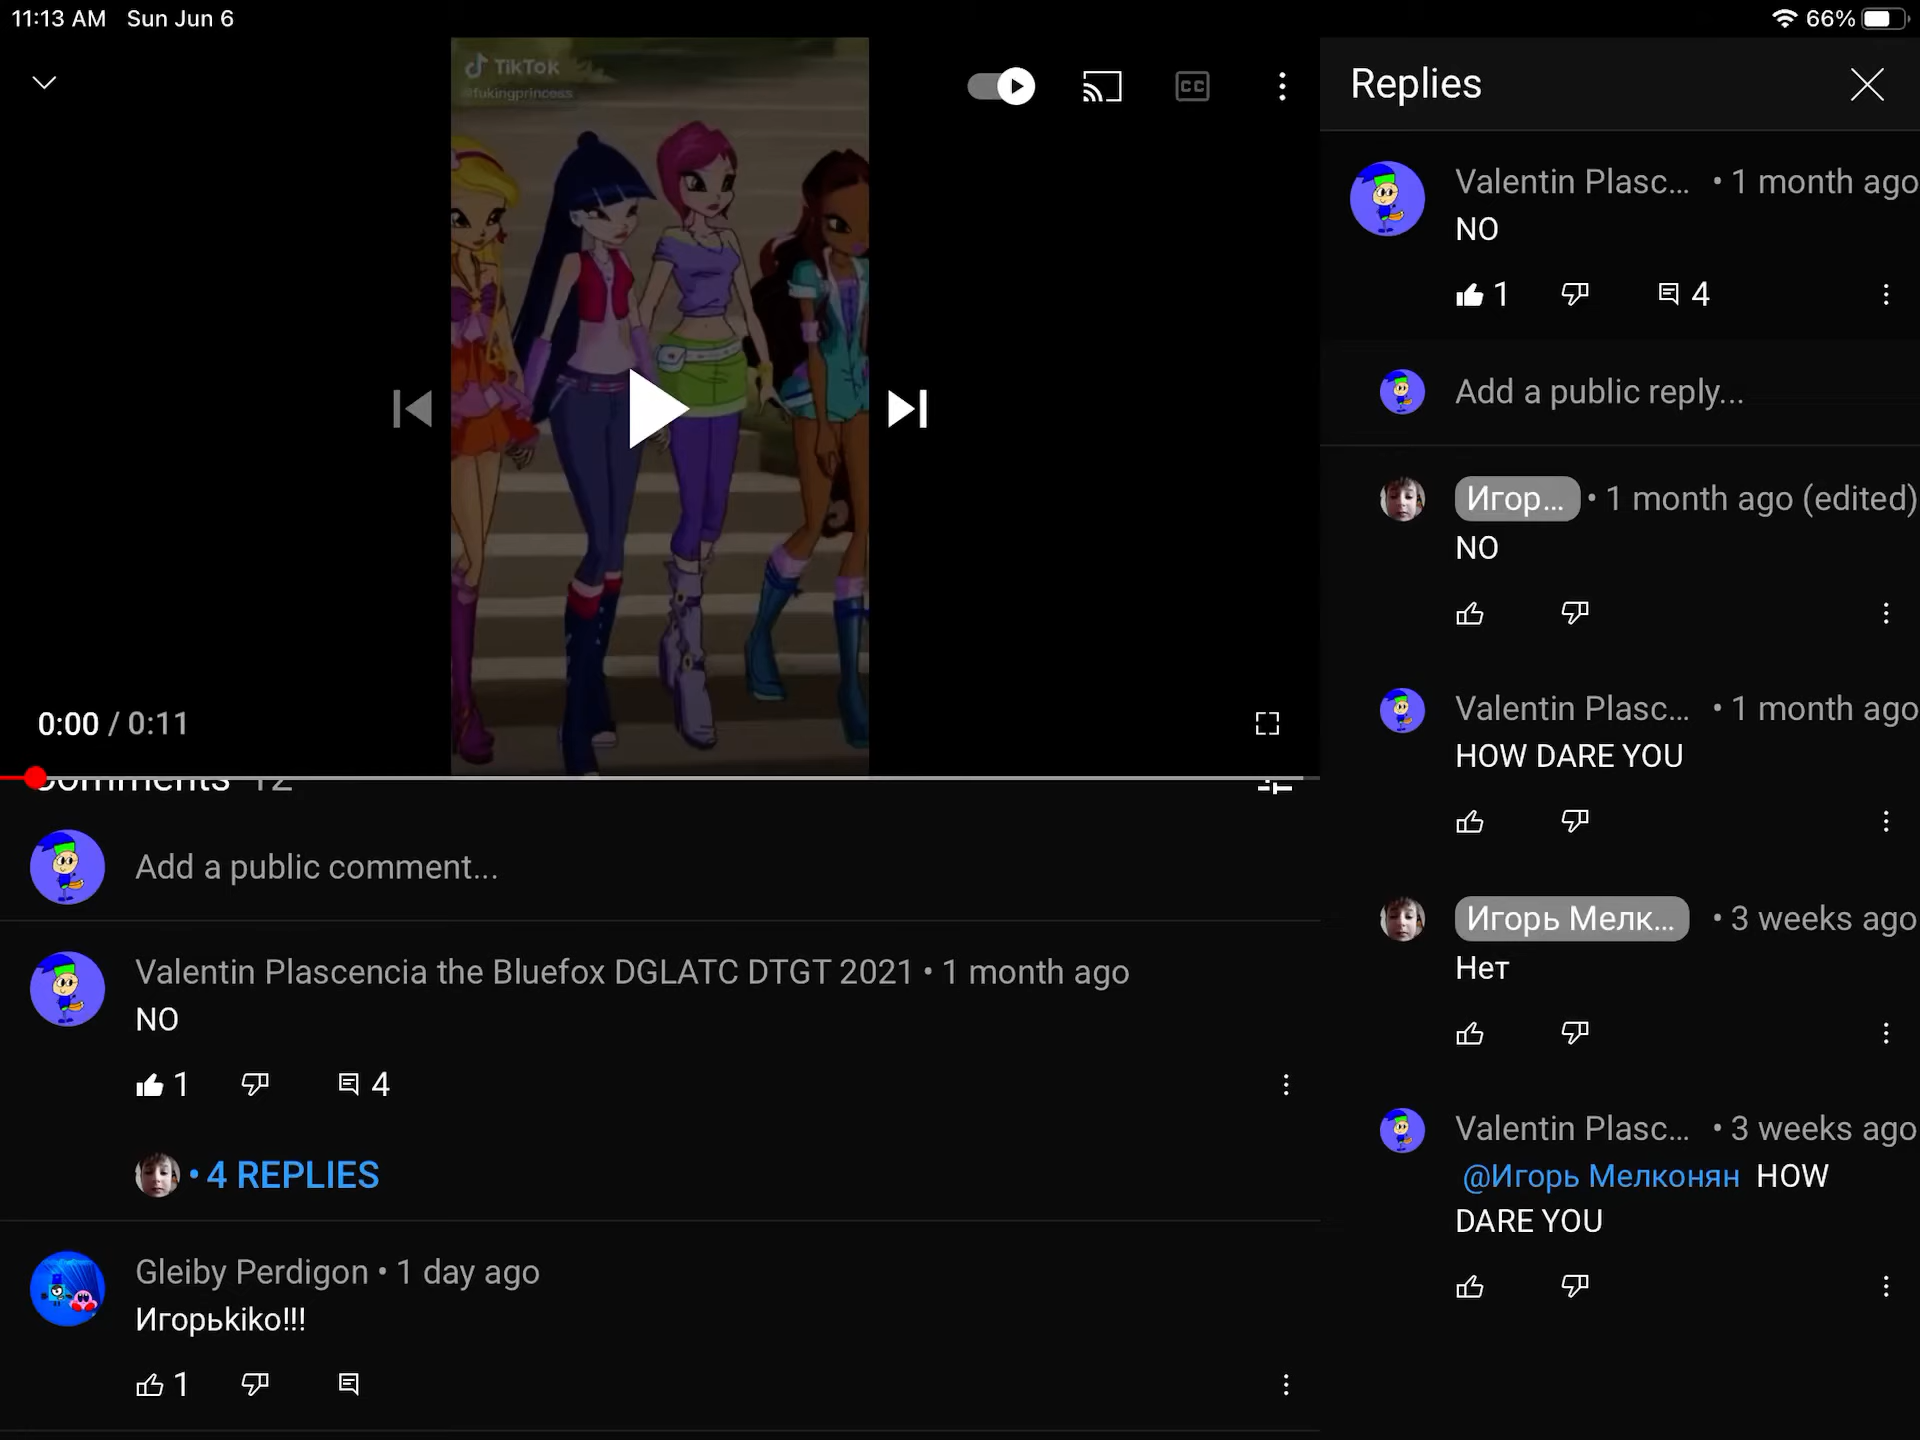 11:13 AM Sun Jun 6 66%
TikTok
@fukingprincess
CC
0:00 / 0:11
Comments 12
Add a public comment...
Valentin Plascencia the Bluefox DGLATC DTGT 2021 • 1 month ago
NO
1 4
• 4 REPLIES
Gleiby Perdigon • 1 day ago
Игорьkiko!!!
1
Replies
Valentin Plasc... • 1 month ago
NO
1 4
Add a public reply...
Игор... • 1 month ago (edited)
NO
Valentin Plasc... • 1 month ago
HOW DARE YOU
Игорь Мелк... • 3 weeks ago
Нет
Valentin Plasc... • 3 weeks ago
@Игорь Мелконян HOW
DARE YOU